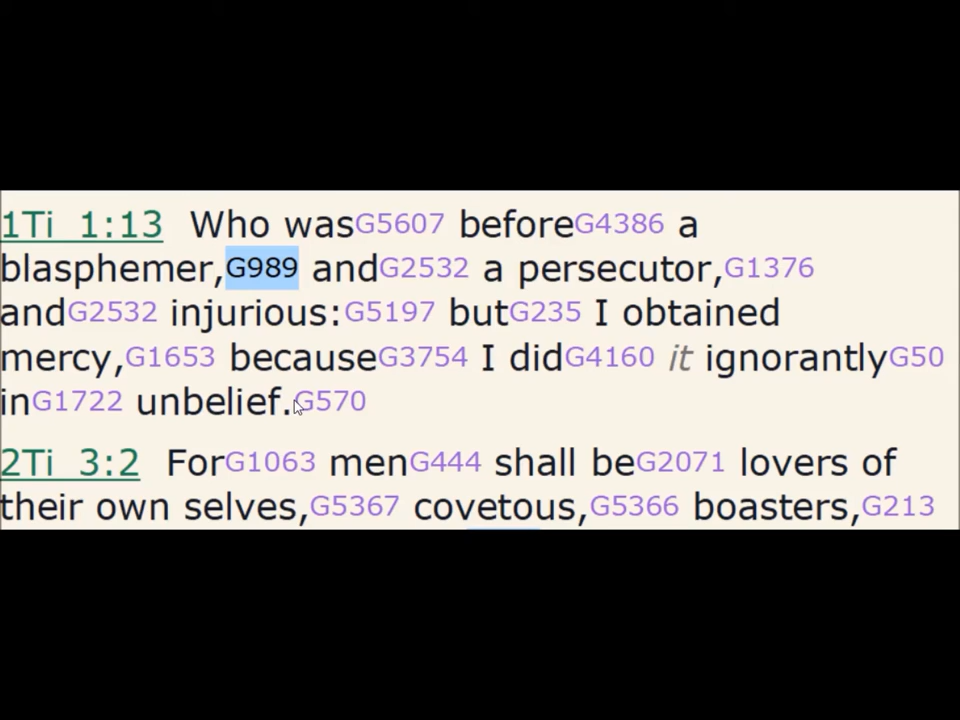 1Ti 1:13 Who wasG5607 beforeG4386 a
blasphemer,G989 andG2532 a persecutor,G1376
andG2532 injurious:G5197 butG235 I obtained
mercy,G1653 becauseG3754 I didG4160 it ignorantlyG50
inG1722 unbelief.G570
2Ti 3:2 ForG1063 menG444 shall beG2071 lovers of
their own selves,G5367 covetous,G5366 boasters,G213